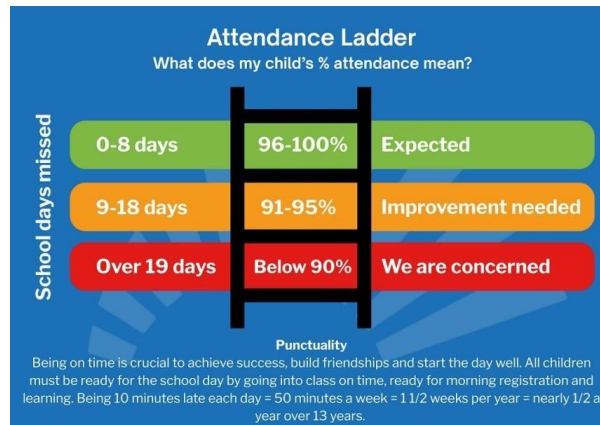 Attendance Ladder
What does my child's % attendance mean?
School days missed
0-8 days 96-100% Expected
9-18 days 91-95% Improvement needed
Over 19 days Below 90% We are concerned
Punctuality
Being on time is crucial to achieve success, build friendships and start the day well. All children
must be ready for the school day by going into class on time, ready for morning registration and
learning. Being 10 minutes late each day = 50 minutes a week = 1 1/2 weeks per year = nearly 1/2 a
year over 13 years.